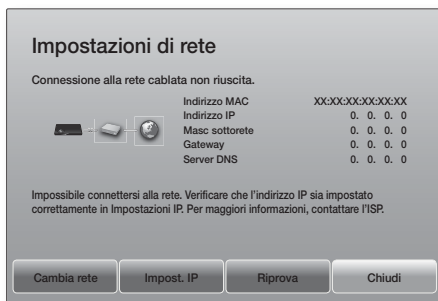 Impostazioni di rete
Connessione alla rete cablata non riuscita.
Indirizzo MAC XX:XX:XX:XX:XX:XX
Indirizzo IP 0. 0. 0. 0
Masc sottorete 0. 0. 0. 0
Gateway 0. 0. 0. 0
Server DNS 0. 0. 0. 0
Impossibile connettersi alla rete. Verificare che l'indirizzo IP sia impostato
correttamente in Impostazioni IP. Per maggiori informazioni, contattare l'ISP.
Cambia rete Impost. IP Riprova Chiudi